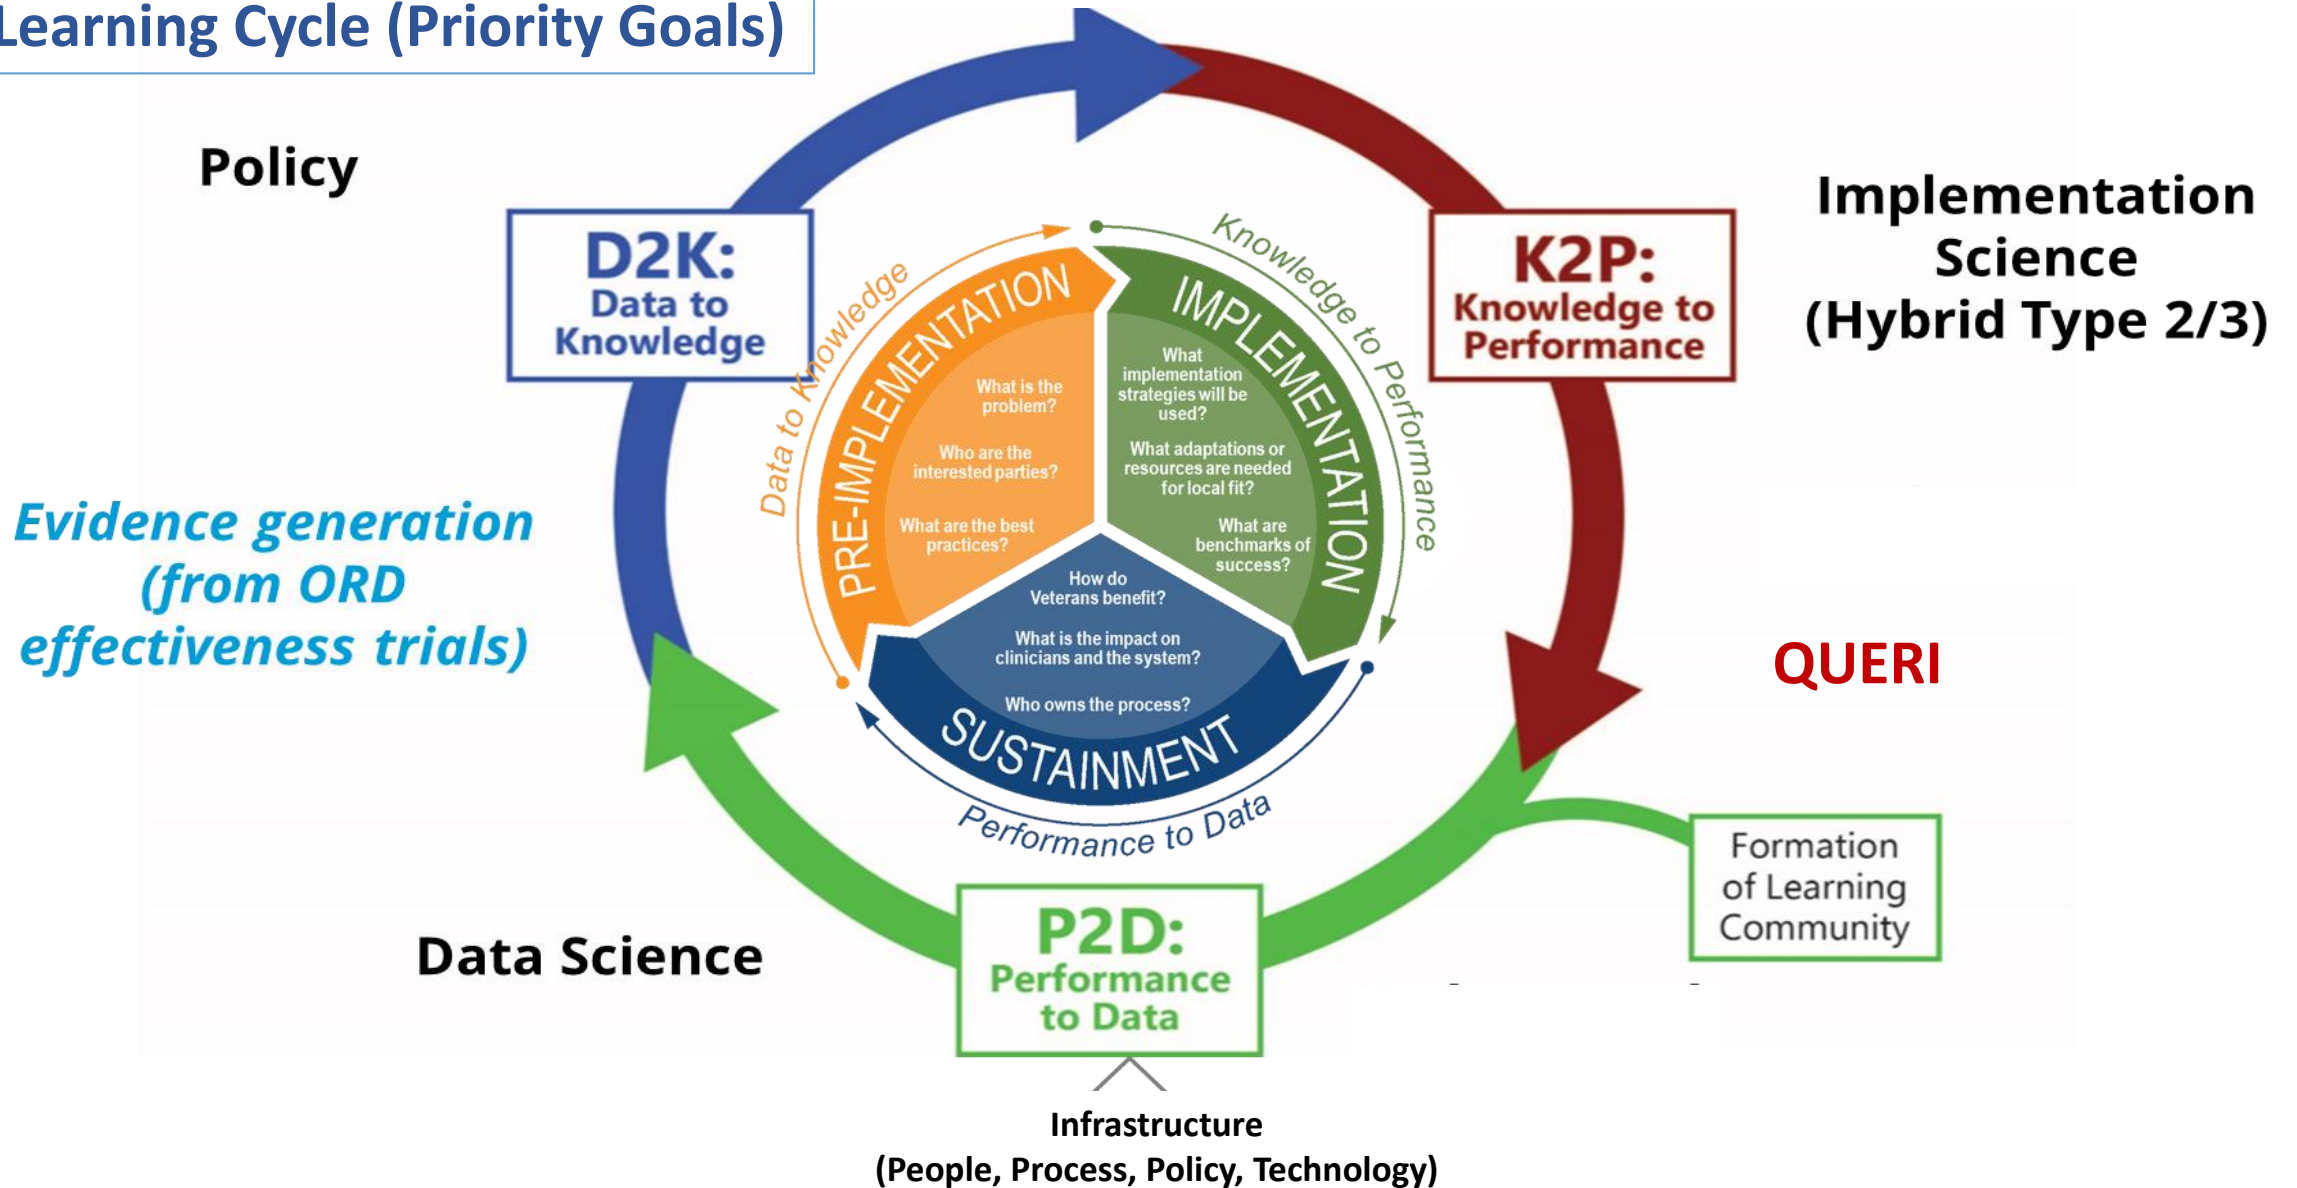 Learning Cycle (Priority Goals)
Policy
D2K:
Data to
Knowledge
K2P:
Knowledge to
Performance
Implementation
Science
(Hybrid Type 2/3)
Evidence generation
(from ORD
effectiveness trials)
Data to Knowledge
PRE-IMPLEMENTATION
What is the
problem?
Who are the
interested parties?
What are the best
practices?
Knowledge to Performance
IMPLEMENTATION
What
implementation
strategies will be
used?
What adaptations or
resources are needed
for local fit?
What are
benchmarks of
success?
How do
Veterans benefit?
What is the impact on
clinicians and the system?
Who owns the process?
SUSTAINMENT
Performance to Data
QUERI
Formation
of Learning
Community
Data Science
P2D:
Performance
to Data
Infrastructure
(People, Process, Policy, Technology)